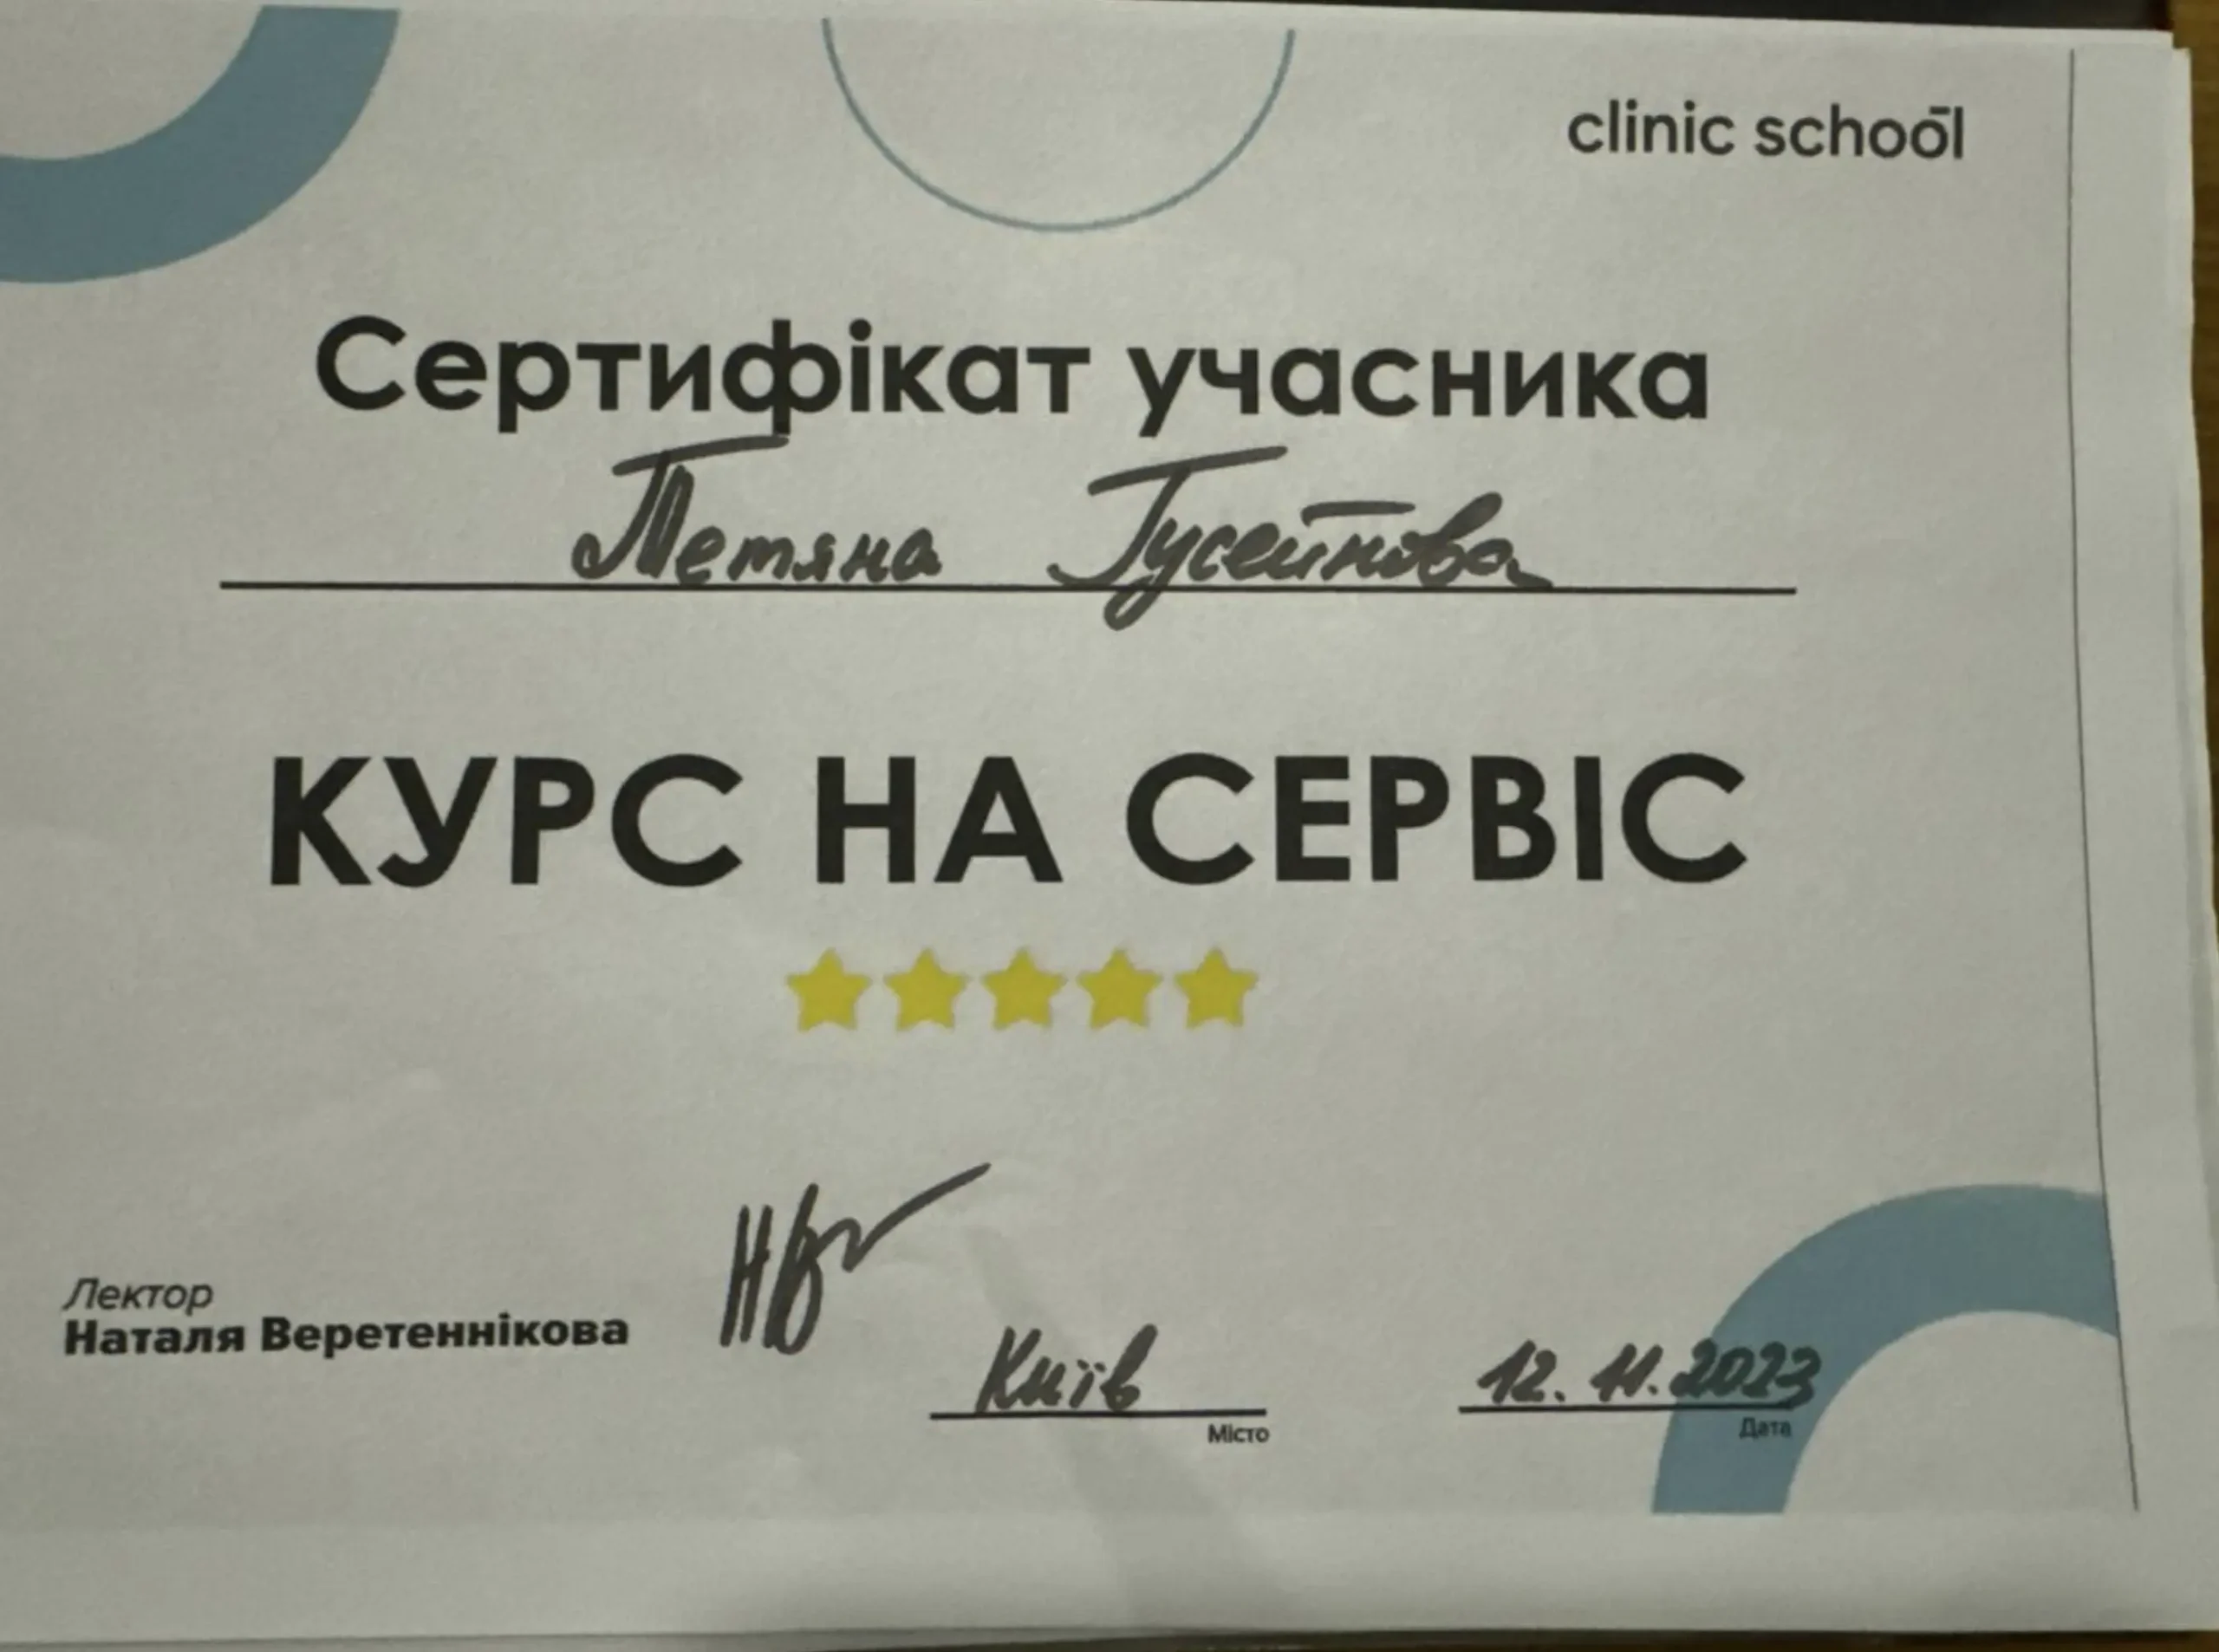 clinic school
Сертифікат учасника
Тетяна Гусейнова
КУРС НА СЕРВІС
Лектор
Наталя Веретеннікова
Київ
Місто
12.11.2023
Дата